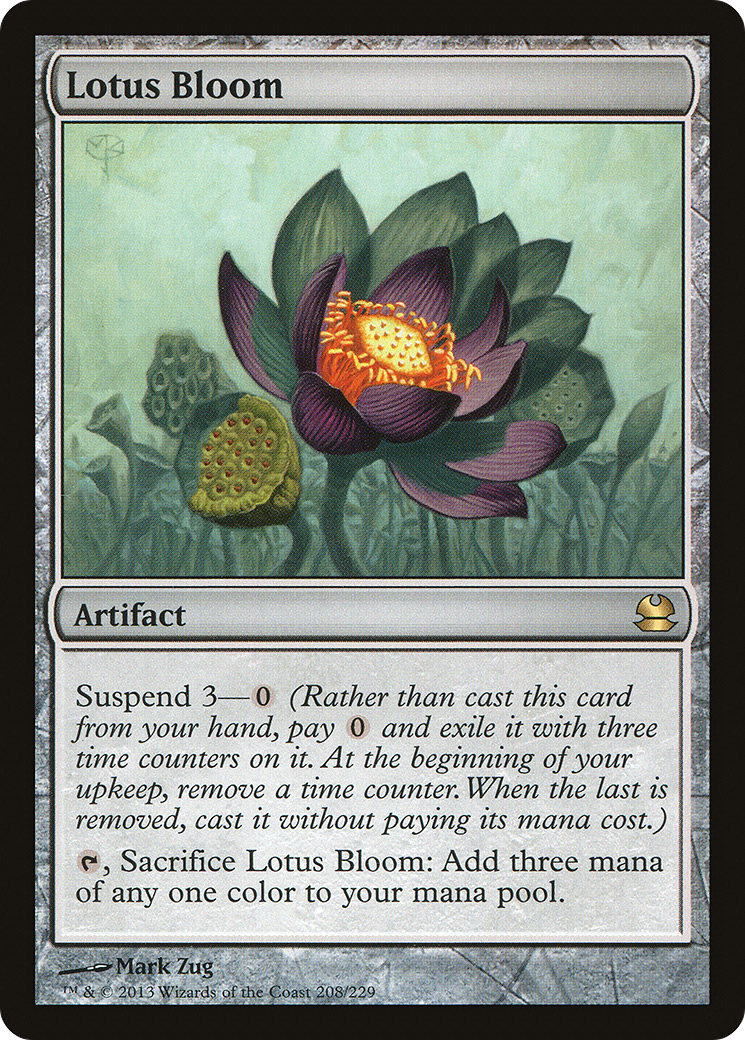 Lotus Bloom
Artifact
Suspend 3—0 (Rather than cast this card
from your hand, pay 0 and exile it with three
time counters on it. At the beginning of your
upkeep, remove a time counter. When the last is
removed, cast it without paying its mana cost.)
, Sacrifice Lotus Bloom: Add three mana
of any one color to your mana pool.
Mark Zug
™ & © 2013 Wizards of the Coast 208/229